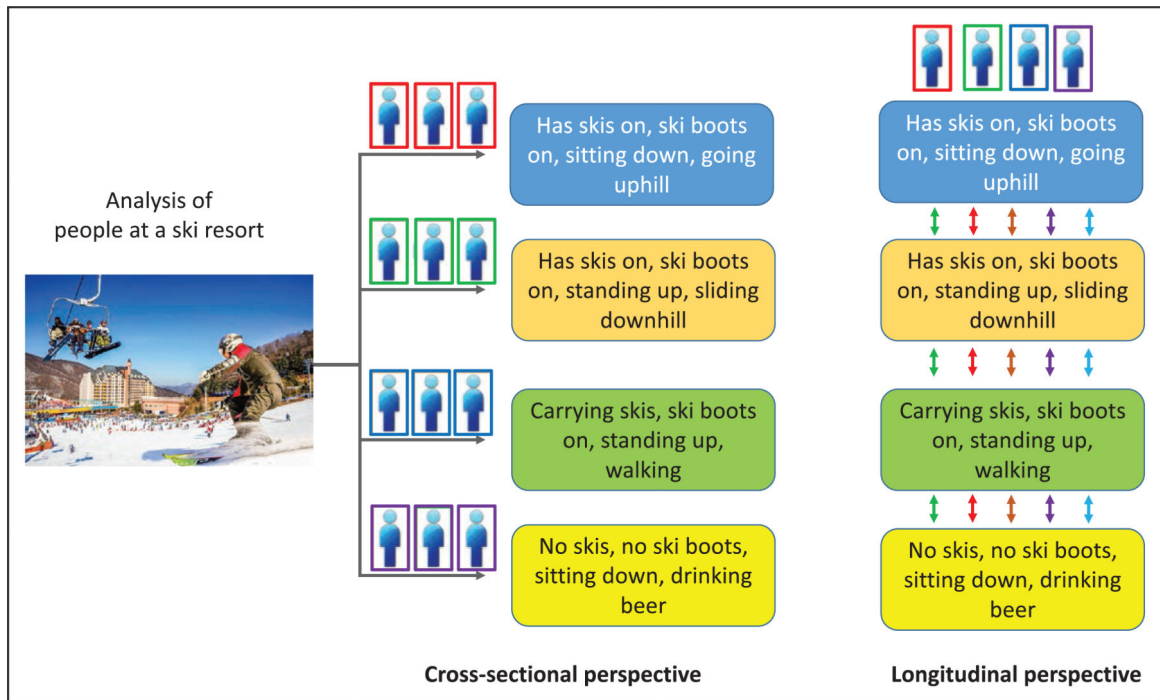 Analysis of
people at a ski resort
Has skis on, ski boots
on, sitting down, going
uphill
Has skis on, ski boots
on, standing up, sliding
downhill
Carrying skis, ski boots
on, standing up,
walking
No skis, no ski boots,
sitting down, drinking
beer
Cross-sectional perspective
Has skis on, ski boots
on, sitting down, going
uphill
Has skis on, ski boots
on, standing up, sliding
downhill
Carrying skis, ski boots
on, standing up,
walking
No skis, no ski boots,
sitting down, drinking
beer
Longitudinal perspective